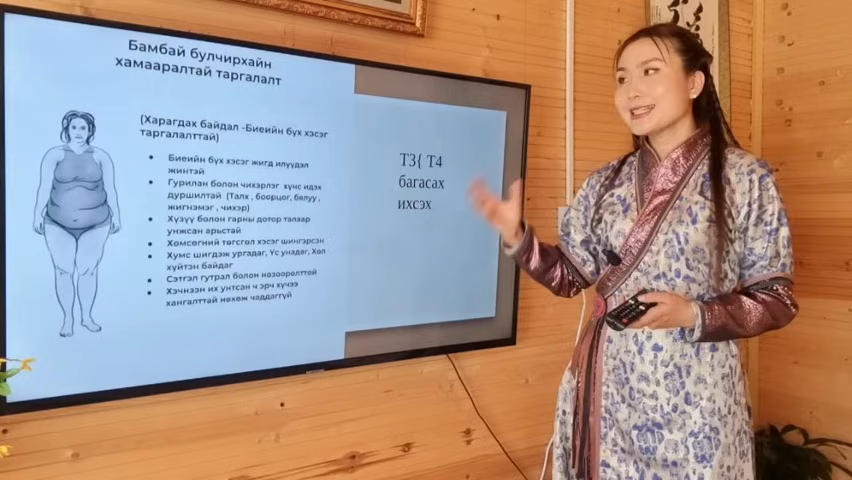 Бамбай булчирхайн
хамааралтай таргалалт
(Харагдах байдал -Биеийн бүх хэсэг
таргалалттай)
• Биеийн бүх хэсэг жигд илүүдэл
жинтэй
• Гурилан болон чихэрлэг хүнс идэх
дуршилтай (Талх , боорцог, бялуу ,
жигнэмэг , чихэр)
• Хүзүү болон гарны дотор талаар
унжсан арьстай
• Хөмсөгний төгсгөл хэсэг шингэрсэн
• Хумс шигдэж ургадаг, Үс унадаг, Хөл
хүйтэн байдаг
• Сэтгэл гутрал болон нөзөөрөлттой
• Хэчнээн их унтсан ч эрч хүчээ
хангалттай нөхөж чаддаггүй
Т3{ Т4
багасах
ихсэх